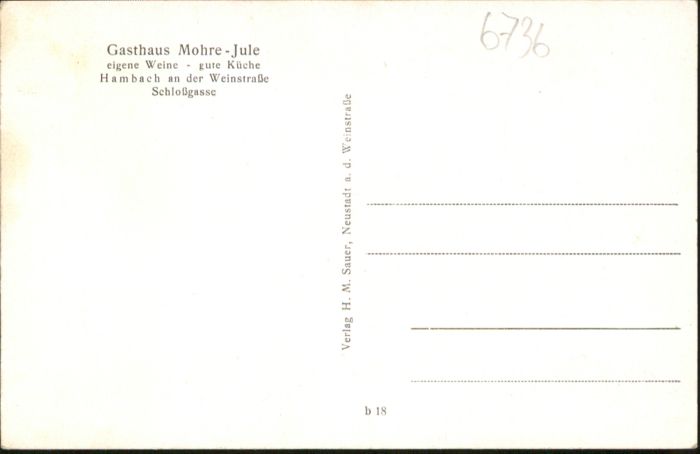 Gasthaus Mohre-Jule
eigene Weine - gute Küche
Hambach an der Weinstraße
Schloßgasse
6736
Verlag H. M. Sauer, Neustadt a. d. Weinstraße
b 18